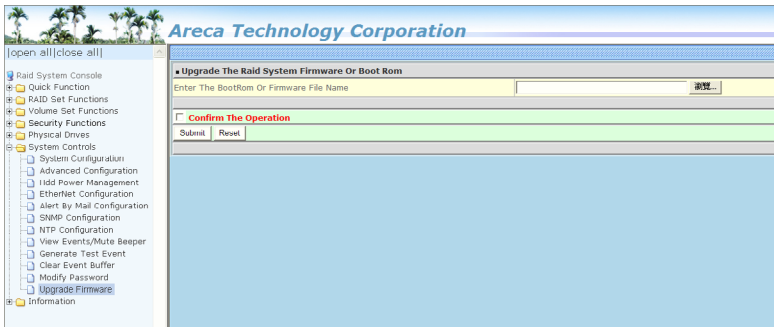 Areca Technology Corporation
|open all|close all|
Raid System Console
Quick Function
RAID Set Functions
Volume Set Functions
Security Functions
Physical Drives
System Controls
System Configuration
Advanced Configuration
Hdd Power Management
EtherNet Configuration
Alert By Mail Configuration
SNMP Configuration
NTP Configuration
View Events/Mute Beeper
Generate Test Event
Clear Event Buffer
Modify Password
Upgrade Firmware
Information
Upgrade The Raid System Firmware Or Boot Rom
Enter The BootRom Or Firmware File Name
瀏覽...
Confirm The Operation
Submit Reset